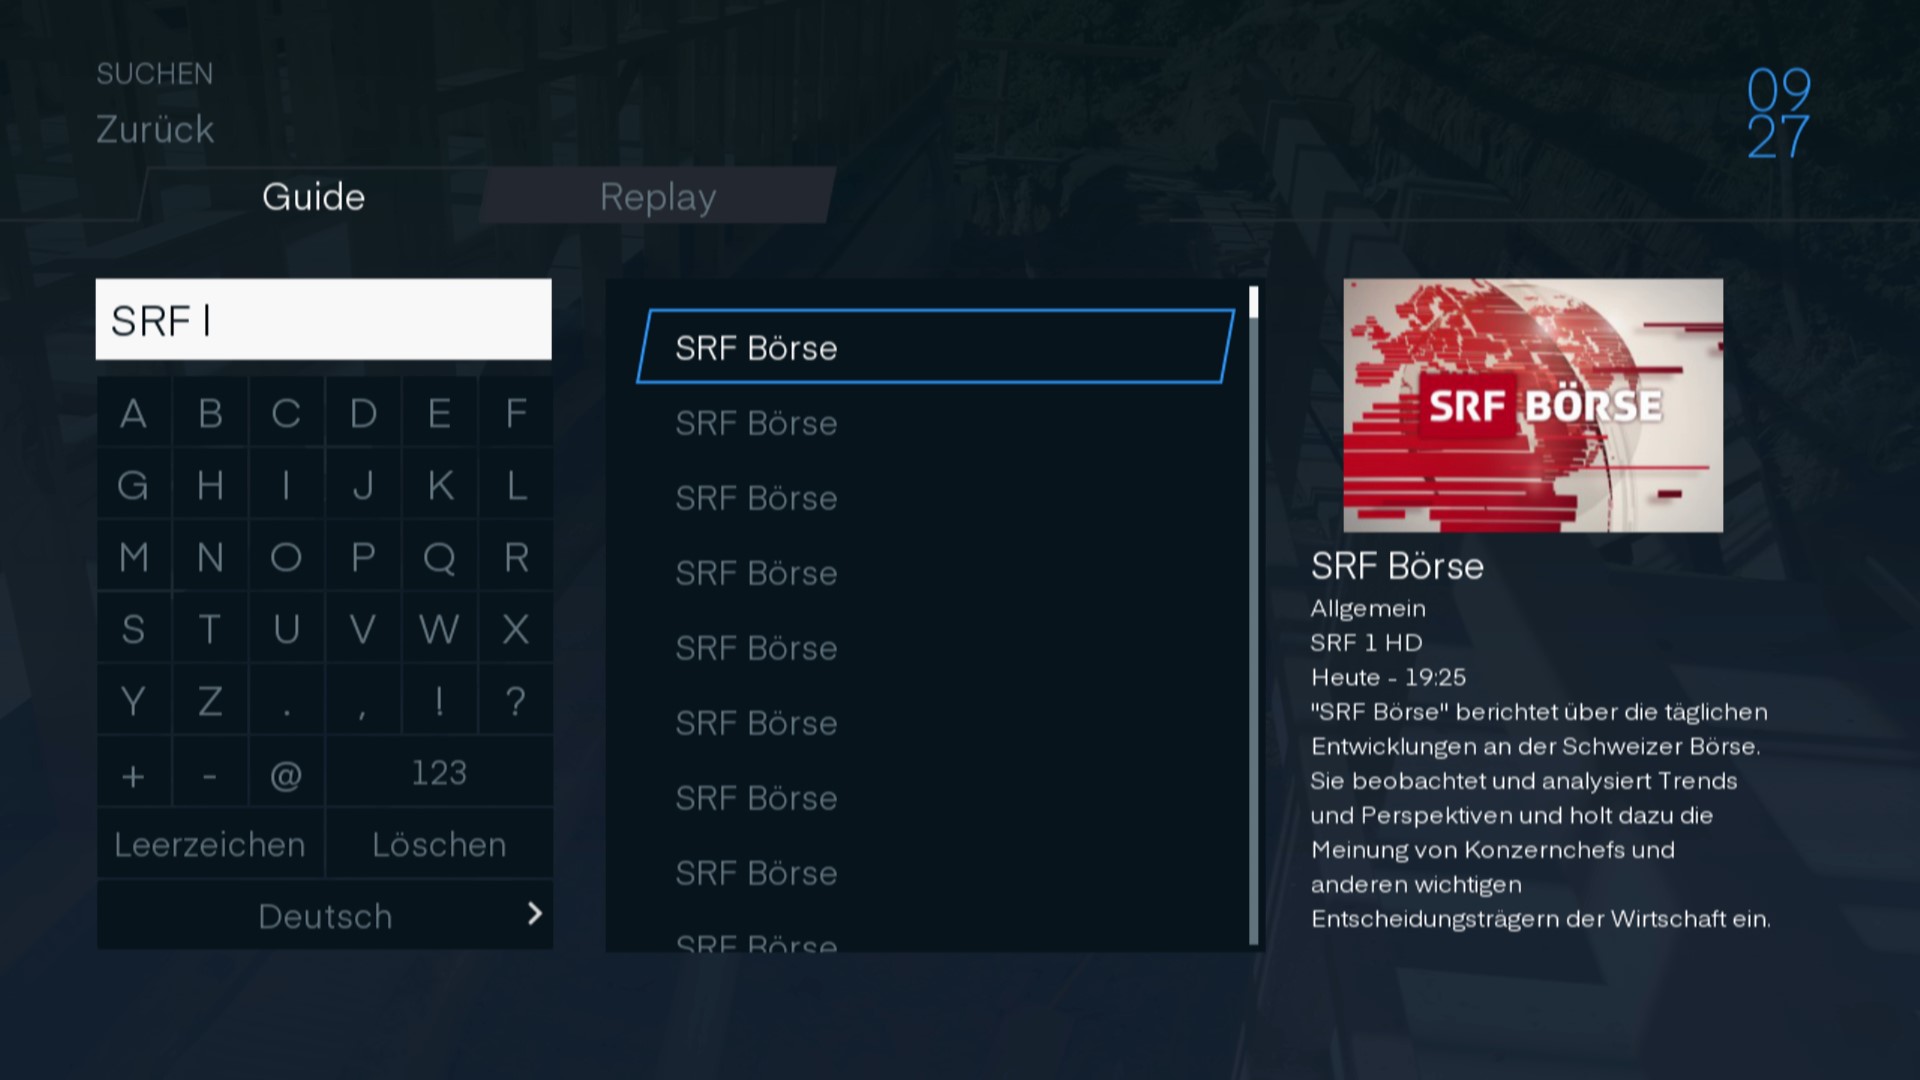 SUCHEN
Zurück
09
27
Guide
Replay
SRF
A B C D E F
G H I J K L
M N O P Q R
S T U V W X
Y Z . , ! ?
+ - @ 123
Leerzeichen Löschen
Deutsch
SRF Börse
SRF Börse
SRF Börse
SRF Börse
SRF Börse
SRF Börse
SRF Börse
SRF Börse
SRF Börse
SRF BÖRSE
SRF Börse
Allgemein
SRF 1 HD
Heute - 19:25
"SRF Börse" berichtet über die täglichen
Entwicklungen an der Schweizer Börse.
Sie beobachtet und analysiert Trends
und Perspektiven und holt dazu die
Meinung von Konzernchefs und
anderen wichtigen
Entscheidungsträgern der Wirtschaft ein.